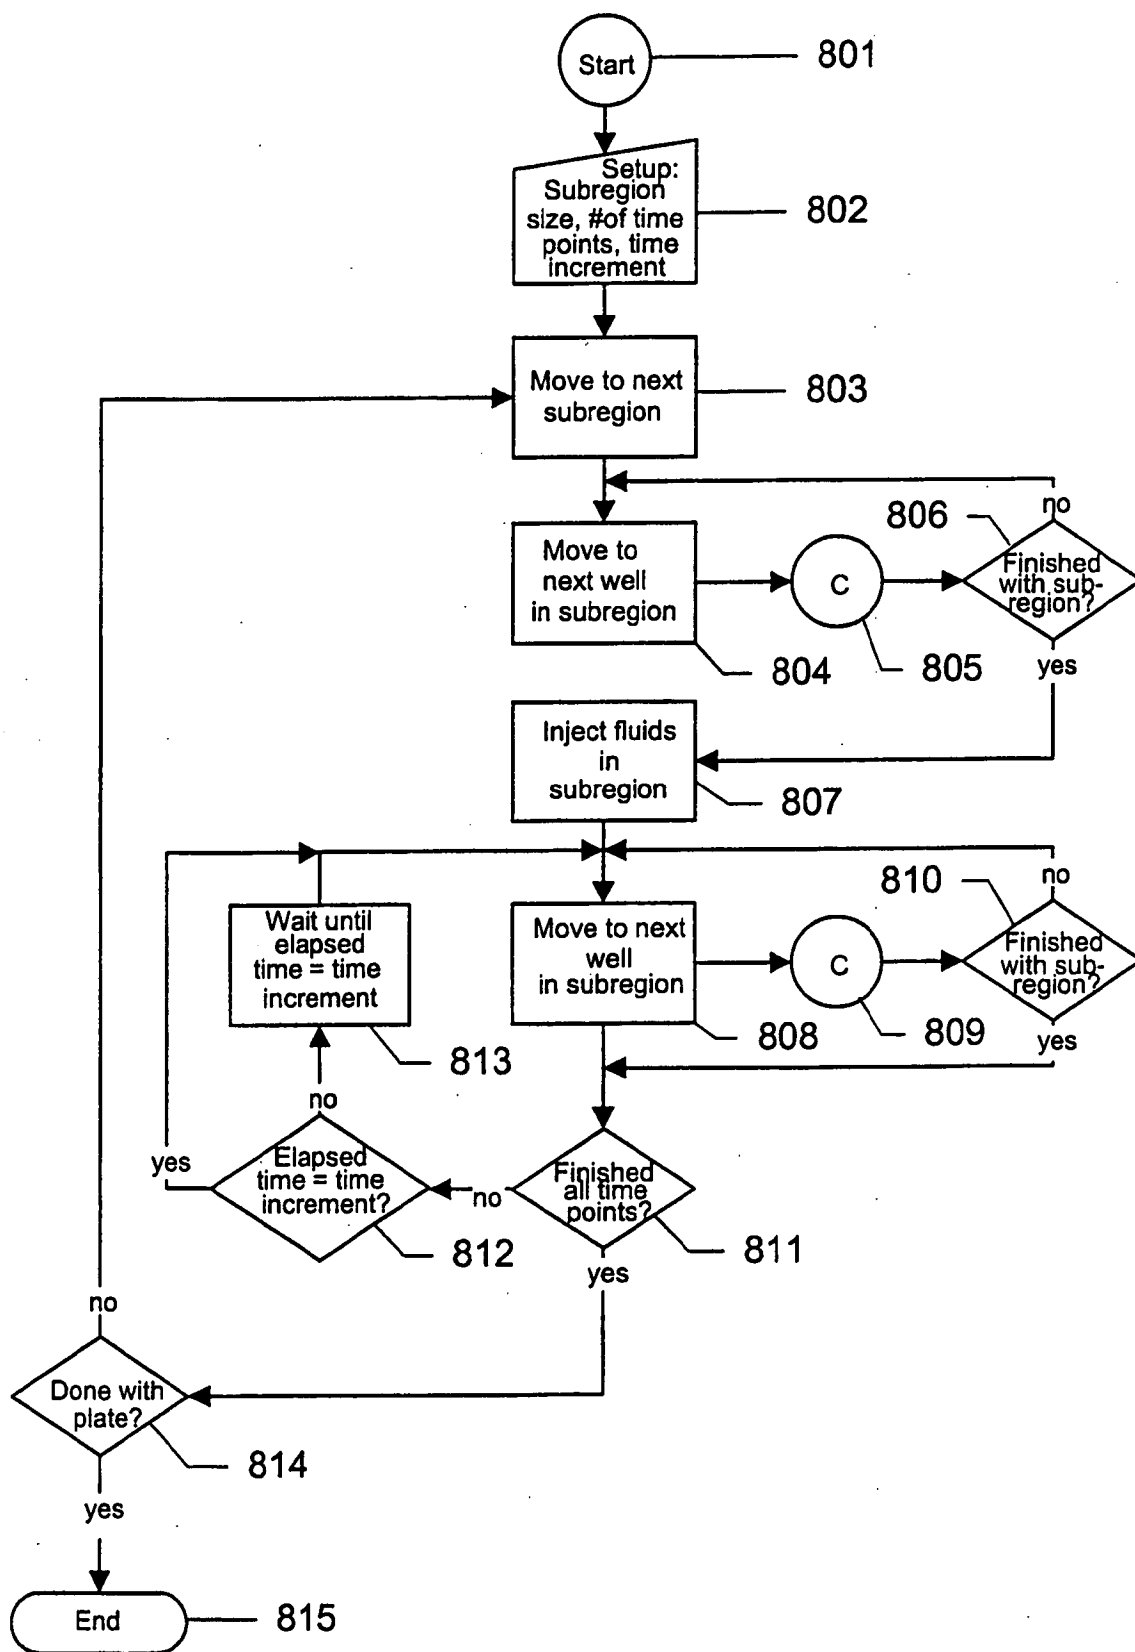 Start
801
Setup:
Subregion
size, #of time
points, time
increment
802
Move to next
subregion
803
no
806
Move to
next well
in subregion
C
Finished
with sub-
region?
804
805
yes
Inject fluids
in
subregion
807
no
810
Wait until
elapsed
time = time
increment
Move to next
well
in subregion
C
Finished
with sub-
region?
813
808
809
yes
no
yes
Elapsed
time = time
increment?
no
Finished
all time
points?
812
811
yes
no
Done with
plate?
814
yes
End
815